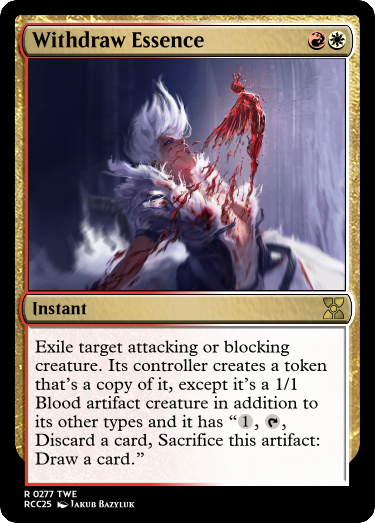 Withdraw Essence
Instant
Exile target attacking or blocking
creature. Its controller creates a token
that's a copy of it, except it's a 1/1
Blood artifact creature in addition to
its other types and it has “1, ,
Discard a card, Sacrifice this artifact:
Draw a card.”
R 0277 TWE
RCC25 Jakub Bazyluk